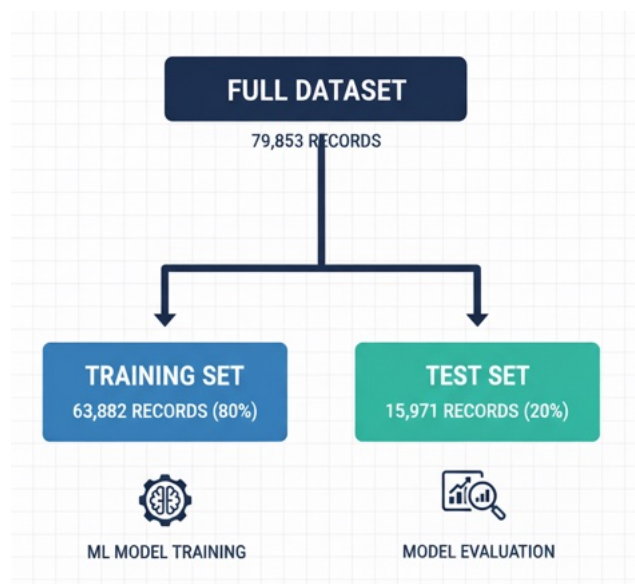 FULL DATASET
79,853 RECORDS
TRAINING SET
63,882 RECORDS (80%)
TEST SET
15,971 RECORDS (20%)
ML MODEL TRAINING
MODEL EVALUATION